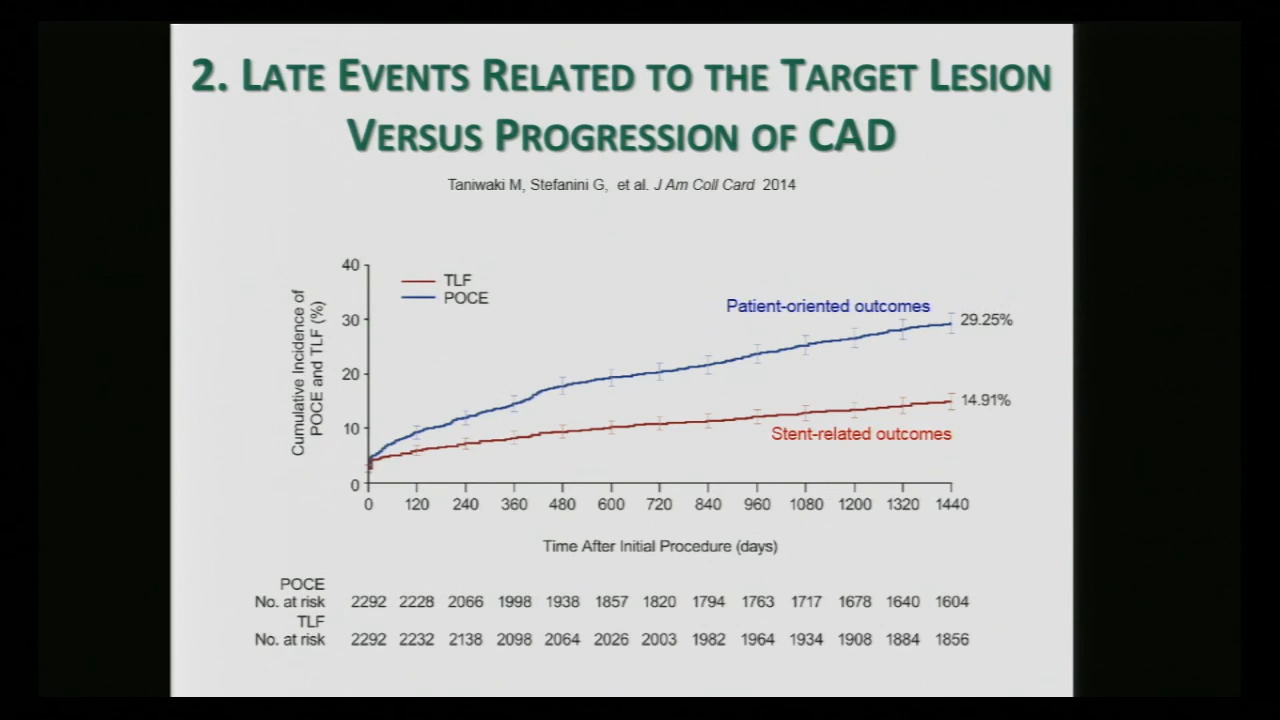 2. LATE EVENTS RELATED TO THE TARGET LESION
VERSUS PROGRESSION OF CAD
Taniwaki M, Stefanini G, et al. J Am Coll Card 2014
Cumulative Incidence of
POCE and TLF (%)
40
30
20
10
0
TLF
POCE
Patient-oriented outcomes
29.25%
14.91%
Stent-related outcomes
0 120 240 360 480 600 720 840 960 1080 1200 1320 1440
Time After Initial Procedure (days)
POCE
No. at risk 2292 2228 2066 1998 1938 1857 1820 1794 1763 1717 1678 1640 1604
TLF
No. at risk 2292 2232 2138 2098 2064 2026 2003 1982 1964 1934 1908 1884 1856